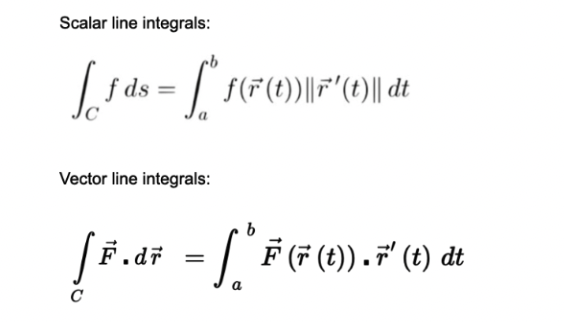 Scalar line integrals:
∫_C f ds = ∫_a^b f(r⃗(t))‖r⃗′(t)‖ dt
Vector line integrals:
∫_C F⃗ . dr⃗ = ∫_a^b F⃗ (r⃗ (t)) . r⃗′ (t) dt